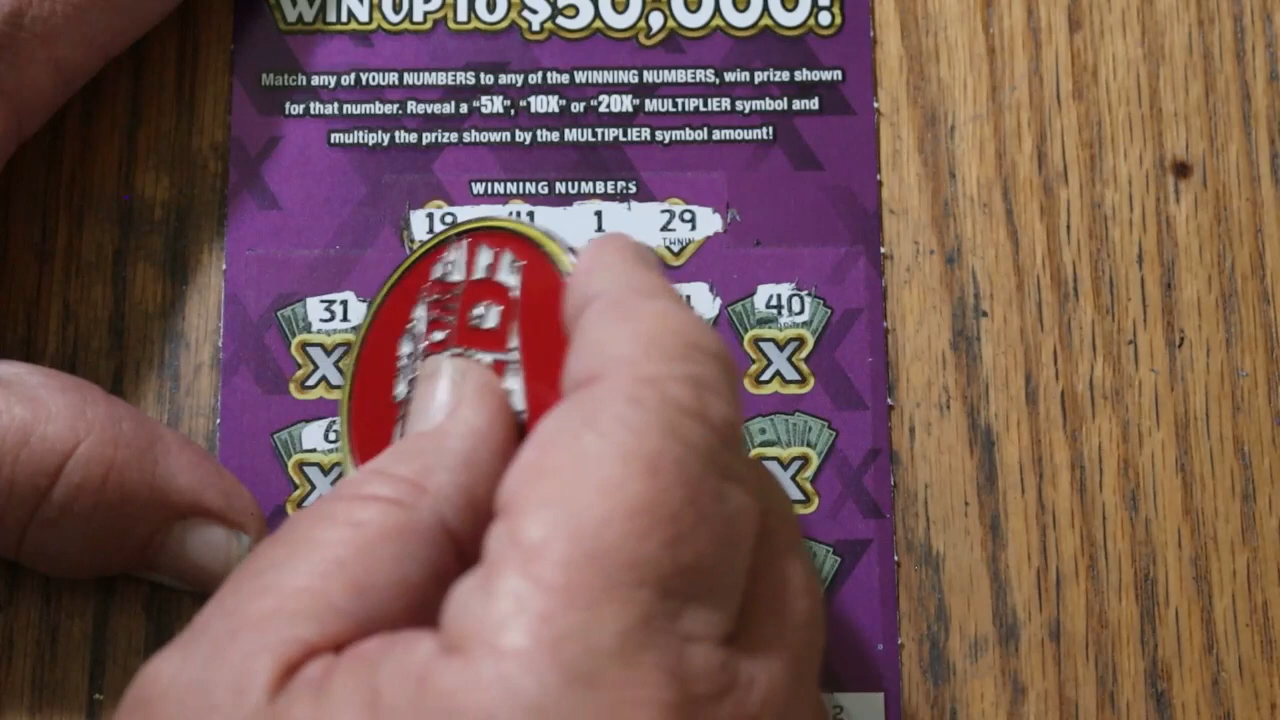 WIN UP TO $50,000!
Match any of YOUR NUMBERS to any of the WINNING NUMBERS, win prize shown
for that number. Reveal a "5X", "10X" or "20X" MULTIPLIER symbol and
multiply the prize shown by the MULTIPLIER symbol amount!
WINNING NUMBERS
19 1 29
31 40
X X
6
X X
2